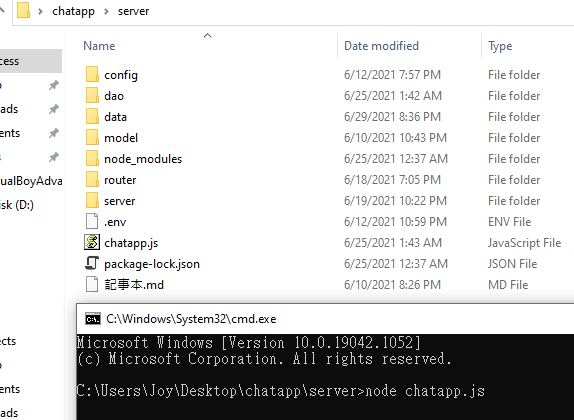 chatapp › server
Name Date modified Type
cess
config 6/12/2021 7:57 PM File folder
dao 6/25/2021 1:42 AM File folder
ads
data 6/29/2021 8:36 PM File folder
ents
model 6/10/2021 10:43 PM File folder
node_modules 6/25/2021 12:37 AM File folder
ualBoyAdva
router 6/18/2021 7:05 PM File folder
isk (D:)
server 6/19/2021 10:22 PM File folder
.env 6/12/2021 10:59 PM ENV File
chatapp.js 6/25/2021 1:43 AM JavaScript File
package-lock.json 6/25/2021 12:37 AM JSON File
記事本.md 6/10/2021 8:26 PM MD File
C:\Windows\System32\cmd.exe
ects
Microsoft Windows [Version 10.0.19042.1052]
(c) Microsoft Corporation. All rights reserved.
p
ents
C:\Users\Joy\Desktop\chatapp\server>node chatapp.js
ads